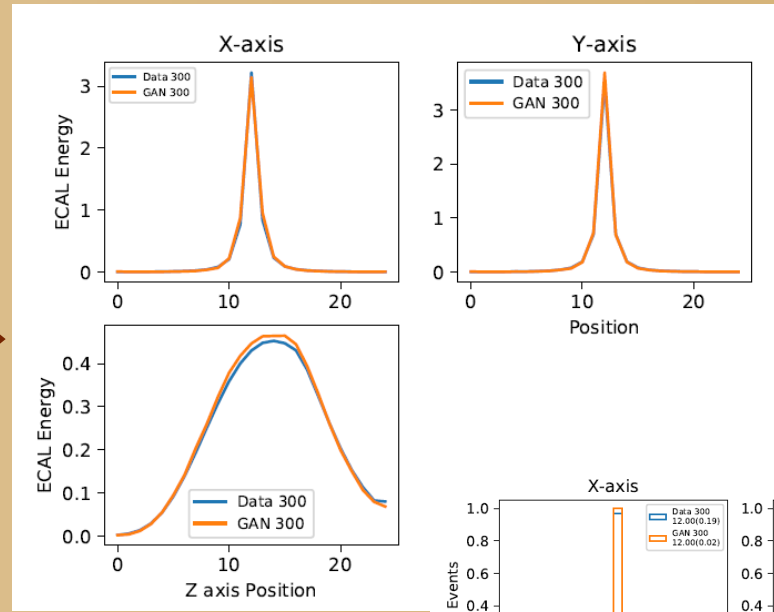 X-axis
Data 300
GAN 300
3
2
1
0
ECAL Energy
0 10 20
Y-axis
Data 300
GAN 300
3
2
1
0
0 10 20
Position
0.4
0.3
0.2
0.1
0.0
ECAL Energy
Data 300
GAN 300
0 10 20
Z axis Position
X-axis
1.0
0.8
0.6
0.4
Events
Data 300
12.00(0.19)
GAN 300
12.00(0.02)
1.0
0.8
0.6
0.4